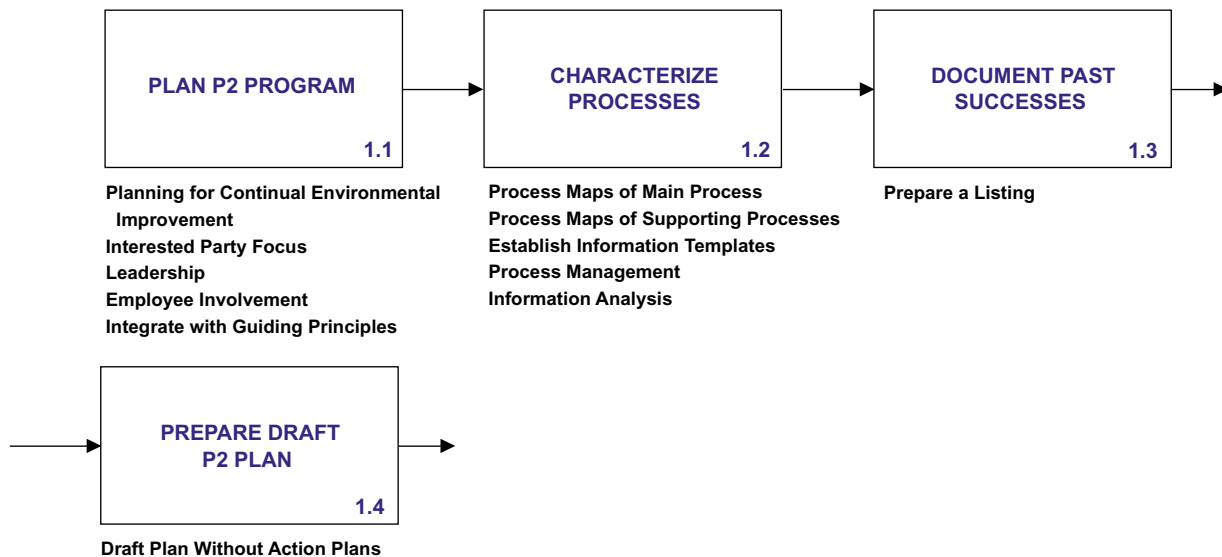 PLAN P2 PROGRAM
1.1
Planning for Continual Environmental
Improvement
Interested Party Focus
Leadership
Employee Involvement
Integrate with Guiding Principles
CHARACTERIZE
PROCESSES
1.2
Process Maps of Main Process
Process Maps of Supporting Processes
Establish Information Templates
Process Management
Information Analysis
DOCUMENT PAST
SUCCESSES
1.3
Prepare a Listing
PREPARE DRAFT
P2 PLAN
1.4
Draft Plan Without Action Plans